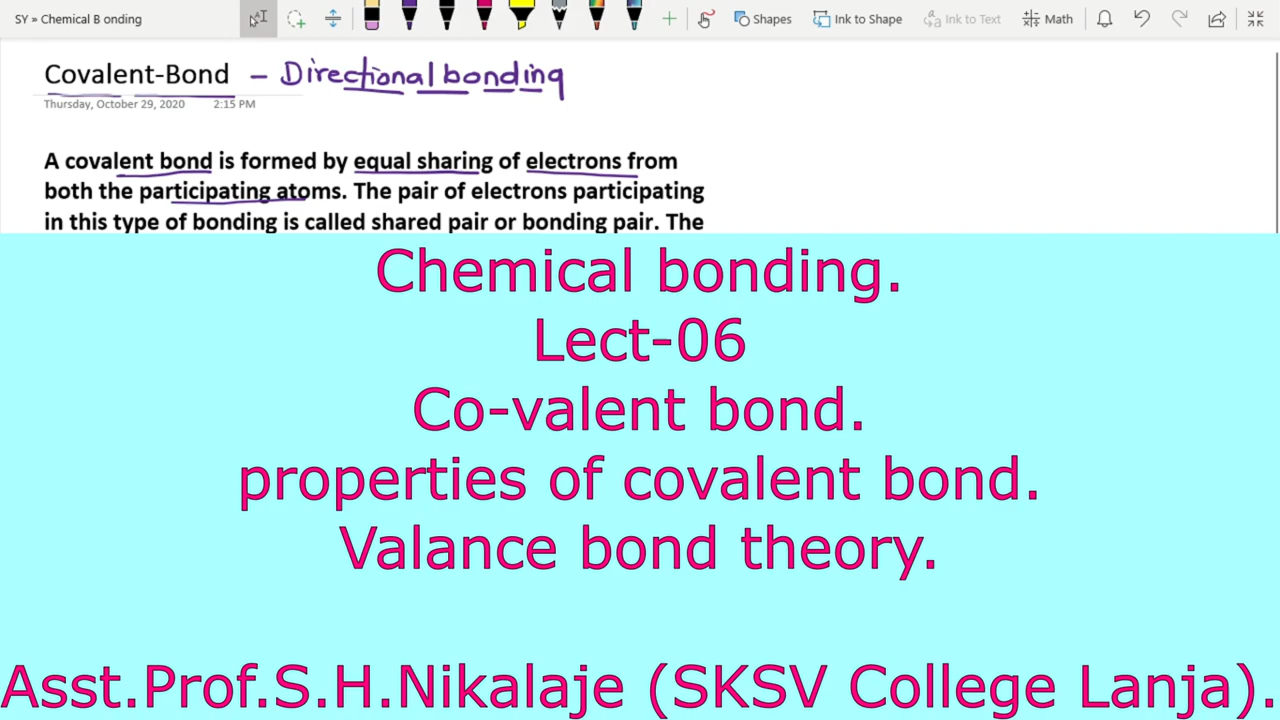 SY » Chemical B onding
Shapes
Ink to Shape
Ink to Text
Math
Covalent-Bond – Directional bonding
Thursday, October 29, 2020 2:15 PM
A covalent bond is formed by equal sharing of electrons from
both the participating atoms. The pair of electrons participating
in this type of bonding is called shared pair or bonding pair. The
Chemical bonding.
Lect-06
Co-valent bond.
properties of covalent bond.
Valance bond theory.
Asst.Prof.S.H.Nikalaje (SKSV College Lanja).